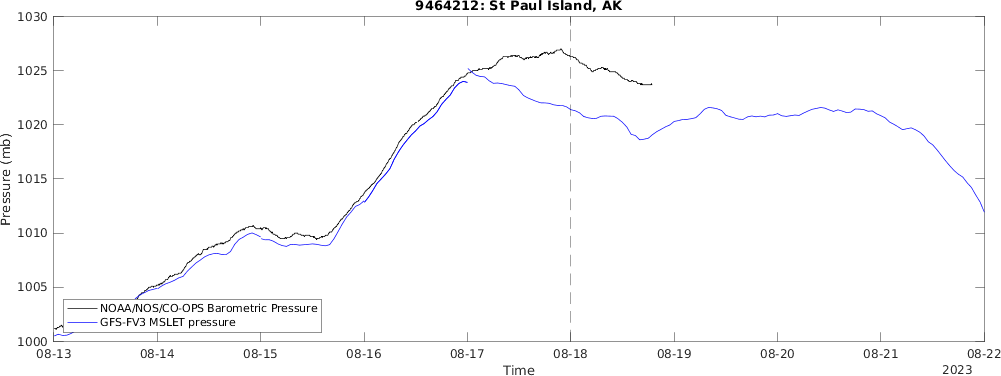 9464212: St Paul Island, AK
Pressure (mb)
1030
1025
1020
1015
1010
1005
1000
NOAA/NOS/CO-OPS Barometric Pressure
GFS-FV3 MSLET pressure
08-13 08-14 08-15 08-16 08-17 08-18 08-19 08-20 08-21 08-22
Time
2023